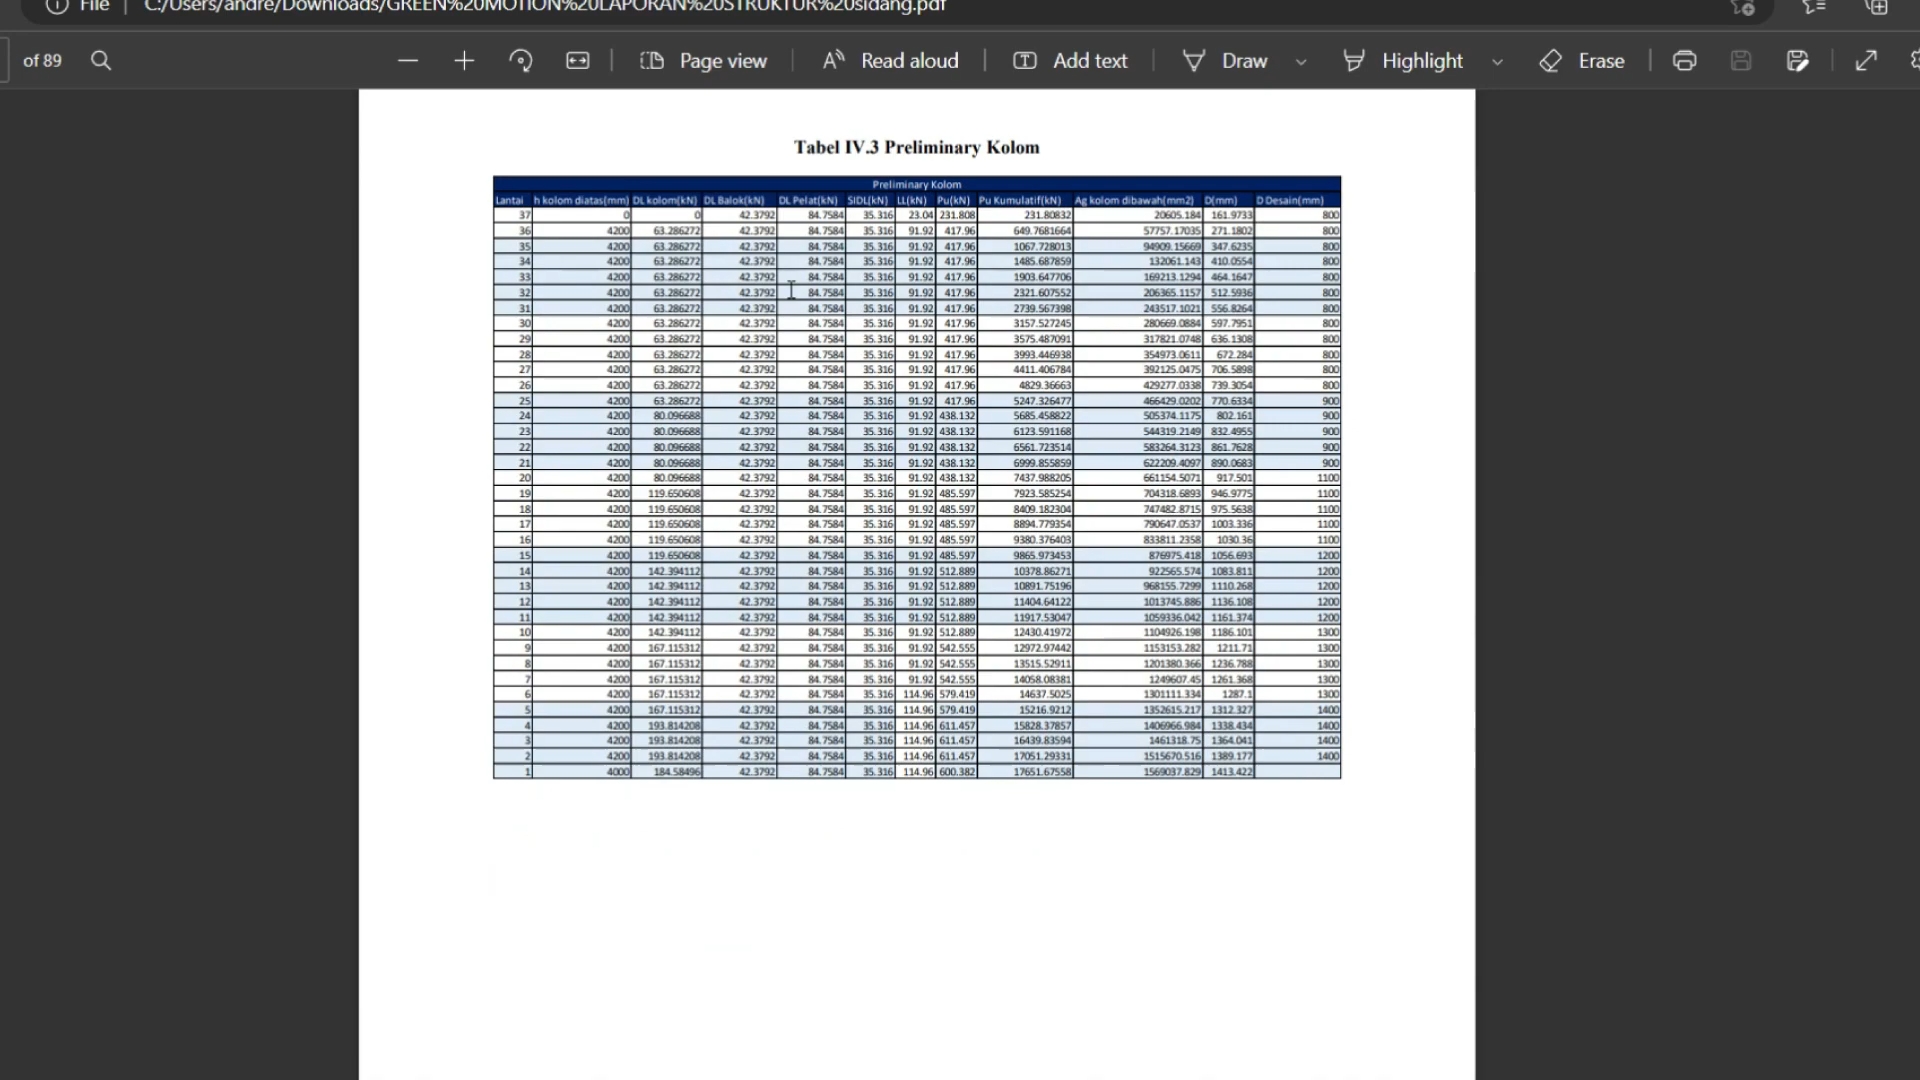 File | C:/Users/andre/Downloads/GREEN%20MOTION%20LAPORAN%20STRUKTUR%20sidang.pdf
of 89 Page view Read aloud Add text Draw Highlight Erase
Tabel IV.3 Preliminary Kolom
Preliminary Kolom
Lantai h kolom diatas(mm) DL kolom(kN) DL Balok(kN) DL Pelat(kN) SIDL(kN) LL(kN) Pu(kN) Pu Kumulatif(kN) Ag kolom dibawah(mm2) D(mm) D Desain(mm)
37 0 0 42.3792 84.7584 35.316 23.04 231.808 231.80832 20605.184 161.9733 800
36 4200 63.286272 42.3792 84.7584 35.316 91.92 417.96 649.7681664 57757.17035 271.1802 800
35 4200 63.286272 42.3792 84.7584 35.316 91.92 417.96 1067.728013 94909.15669 347.6235 800
34 4200 63.286272 42.3792 84.7584 35.316 91.92 417.96 1485.687859 132061.143 410.0554 800
33 4200 63.286272 42.3792 84.7584 35.316 91.92 417.96 1903.647706 169213.1294 464.1647 800
32 4200 63.286272 42.3792 84.7584 35.316 91.92 417.96 2321.607552 206365.1157 512.5936 800
31 4200 63.286272 42.3792 84.7584 35.316 91.92 417.96 2739.567398 243517.1021 556.8264 800
30 4200 63.286272 42.3792 84.7584 35.316 91.92 417.96 3157.527245 280669.0884 597.7951 800
29 4200 63.286272 42.3792 84.7584 35.316 91.92 417.96 3575.487091 317821.0748 636.1308 800
28 4200 63.286272 42.3792 84.7584 35.316 91.92 417.96 3993.446938 354973.0611 672.284 800
27 4200 63.286272 42.3792 84.7584 35.316 91.92 417.96 4411.406784 392125.0475 706.5898 800
26 4200 63.286272 42.3792 84.7584 35.316 91.92 417.96 4829.36663 429277.0338 739.3054 800
25 4200 63.286272 42.3792 84.7584 35.316 91.92 417.96 5247.326477 466429.0202 770.6334 900
24 4200 80.096688 42.3792 84.7584 35.316 91.92 438.132 5685.458822 505374.1175 802.161 900
23 4200 80.096688 42.3792 84.7584 35.316 91.92 438.132 6123.591168 544319.2149 832.4955 900
22 4200 80.096688 42.3792 84.7584 35.316 91.92 438.132 6561.723514 583264.3123 861.7628 900
21 4200 80.096688 42.3792 84.7584 35.316 91.92 438.132 6999.855859 622209.4097 890.0683 900
20 4200 80.096688 42.3792 84.7584 35.316 91.92 438.132 7437.988205 661154.5071 917.501 1100
19 4200 119.650608 42.3792 84.7584 35.316 91.92 485.597 7923.585254 704318.6893 946.9775 1100
18 4200 119.650608 42.3792 84.7584 35.316 91.92 485.597 8409.182304 747482.8715 975.5638 1100
17 4200 119.650608 42.3792 84.7584 35.316 91.92 485.597 8894.779354 790647.0537 1003.336 1100
16 4200 119.650608 42.3792 84.7584 35.316 91.92 485.597 9380.376403 833811.2358 1030.36 1100
15 4200 119.650608 42.3792 84.7584 35.316 91.92 485.597 9865.973453 876975.418 1056.693 1200
14 4200 142.394112 42.3792 84.7584 35.316 91.92 512.889 10378.86271 922565.574 1083.811 1200
13 4200 142.394112 42.3792 84.7584 35.316 91.92 512.889 10891.75196 968155.7299 1110.268 1200
12 4200 142.394112 42.3792 84.7584 35.316 91.92 512.889 11404.64122 1013745.886 1136.108 1200
11 4200 142.394112 42.3792 84.7584 35.316 91.92 512.889 11917.53047 1059336.042 1161.374 1200
10 4200 142.394112 42.3792 84.7584 35.316 91.92 512.889 12430.41972 1104926.198 1186.101 1300
9 4200 167.115312 42.3792 84.7584 35.316 91.92 542.555 12972.97442 1153153.282 1211.71 1300
8 4200 167.115312 42.3792 84.7584 35.316 91.92 542.555 13515.52911 1201380.366 1236.788 1300
7 4200 167.115312 42.3792 84.7584 35.316 91.92 542.555 14058.08381 1249607.45 1261.368 1300
6 4200 167.115312 42.3792 84.7584 35.316 114.96 579.419 14637.5025 1301111.334 1287.1 1300
5 4200 167.115312 42.3792 84.7584 35.316 114.96 579.419 15216.9212 1352615.217 1312.327 1400
4 4200 193.814208 42.3792 84.7584 35.316 114.96 611.457 15828.37857 1406966.984 1338.434 1400
3 4200 193.814208 42.3792 84.7584 35.316 114.96 611.457 16439.83594 1461318.75 1364.041 1400
2 4200 193.814208 42.3792 84.7584 35.316 114.96 611.457 17051.29331 1515670.516 1389.177 1400
1 4000 184.58496 42.3792 84.7584 35.316 114.96 600.382 17651.67558 1569037.829 1413.422